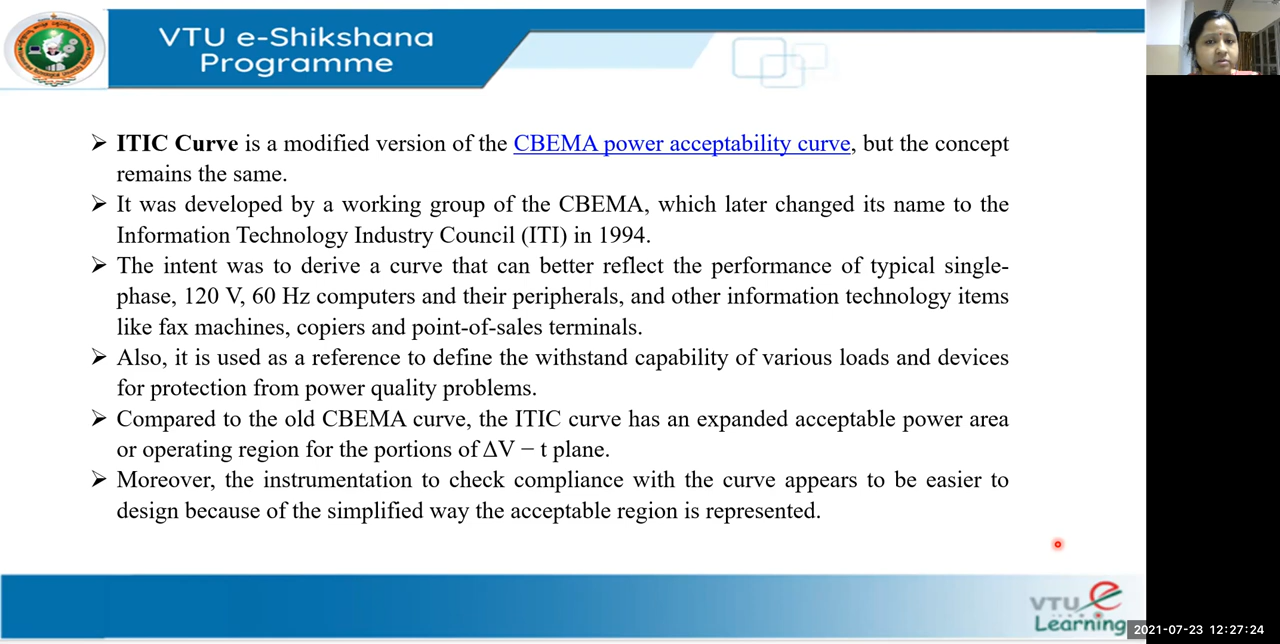 VTU e-Shikshana
Programme
➢ ITIC Curve is a modified version of the CBEMA power acceptability curve, but the concept
remains the same.
➢ It was developed by a working group of the CBEMA, which later changed its name to the
Information Technology Industry Council (ITI) in 1994.
➢ The intent was to derive a curve that can better reflect the performance of typical single-
phase, 120 V, 60 Hz computers and their peripherals, and other information technology items
like fax machines, copiers and point-of-sales terminals.
➢ Also, it is used as a reference to define the withstand capability of various loads and devices
for protection from power quality problems.
➢ Compared to the old CBEMA curve, the ITIC curve has an expanded acceptable power area
or operating region for the portions of ΔV − t plane.
➢ Moreover, the instrumentation to check compliance with the curve appears to be easier to
design because of the simplified way the acceptable region is represented.
VTU e
Learning
2021-07-23 12:27:24